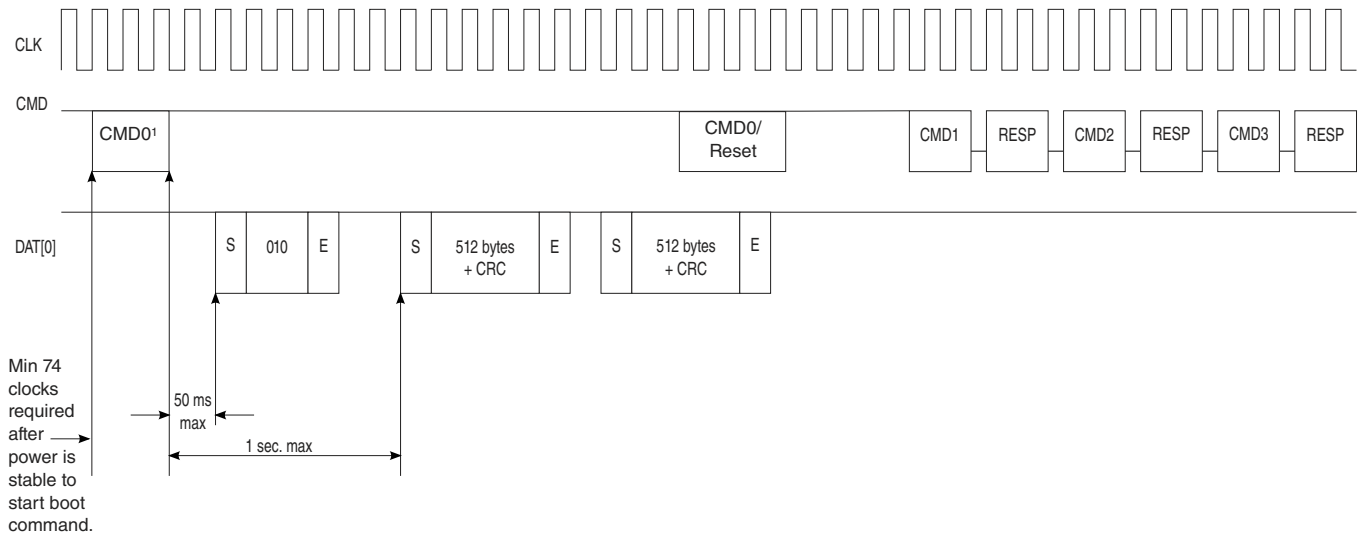 CLK
CMD
CMD0¹
CMD0/
Reset
CMD1
RESP
CMD2
RESP
CMD3
RESP
DAT[0]
S
010
E
S
512 bytes
+ CRC
E
S
512 bytes
+ CRC
E
Min 74
clocks
required
after
power is
stable to
start boot
command.
50 ms
max
1 sec. max